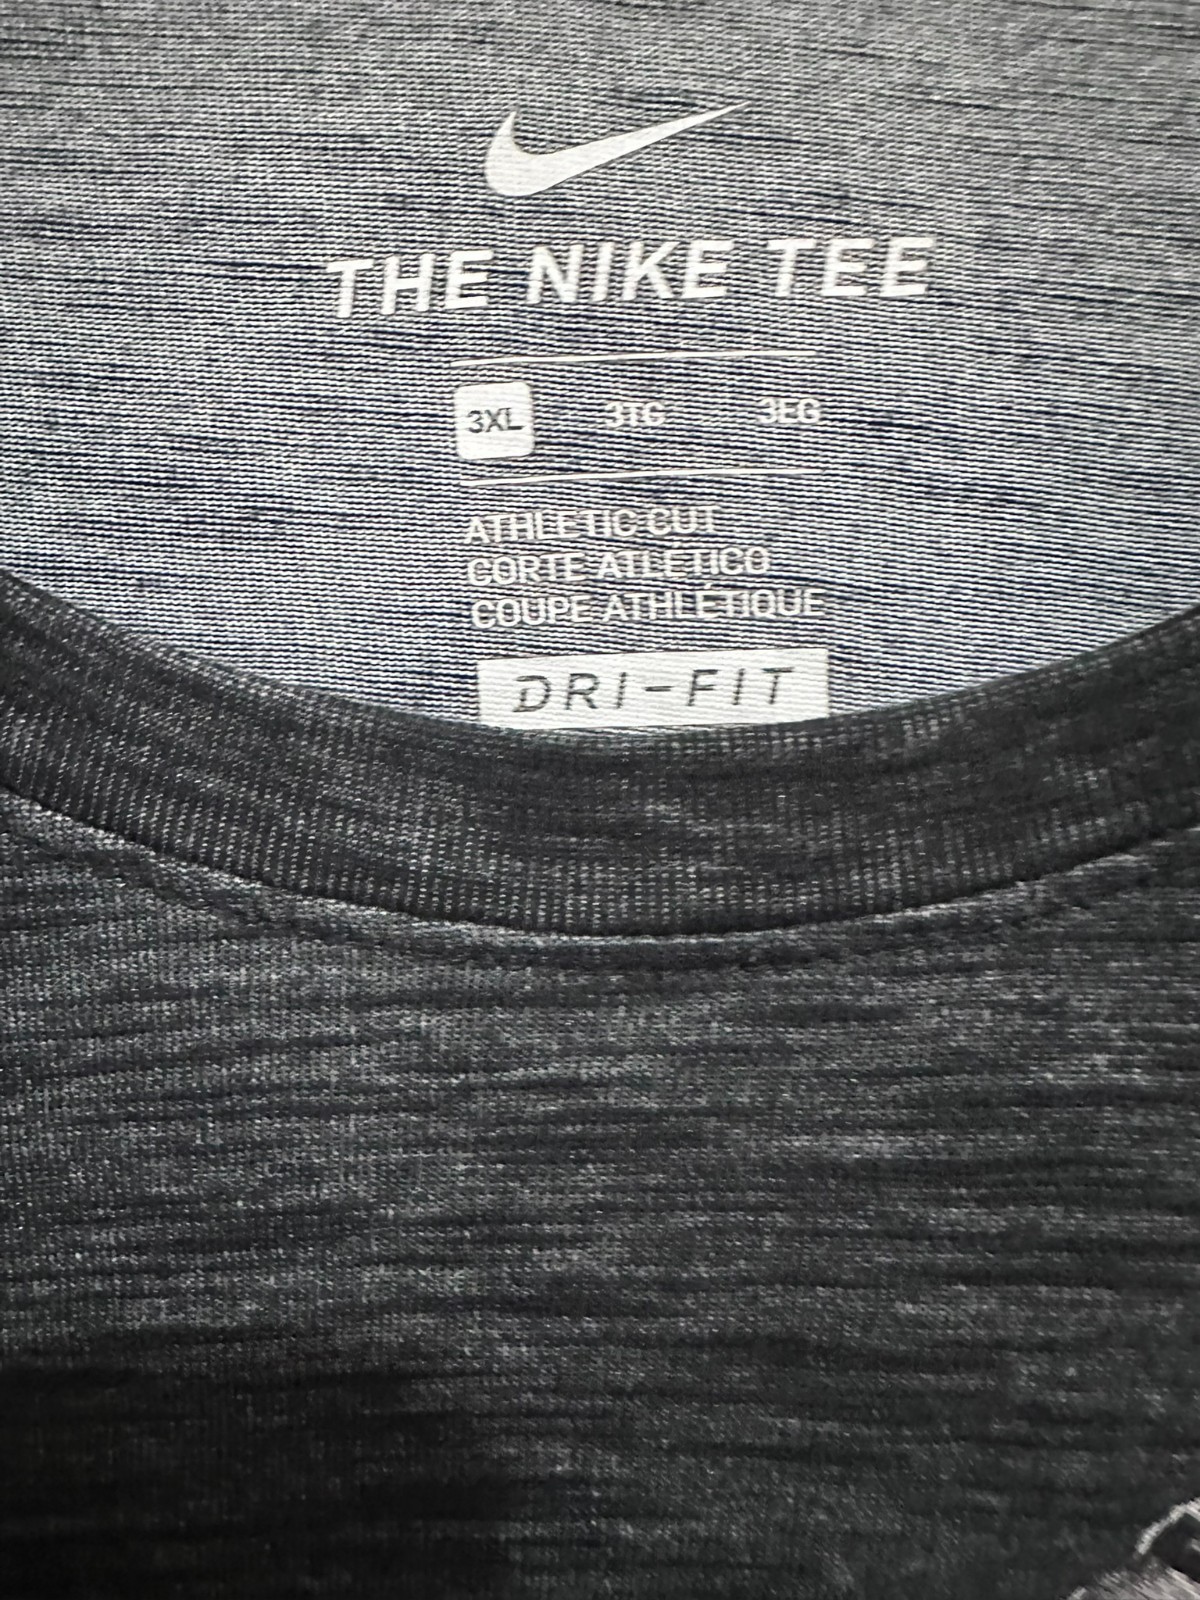 THE NIKE TEE
3XL 3TG 3EG
ATHLETIC CUT
CORTE ATLÉTICO
COUPE ATHLÉTIQUE
DRI-FIT